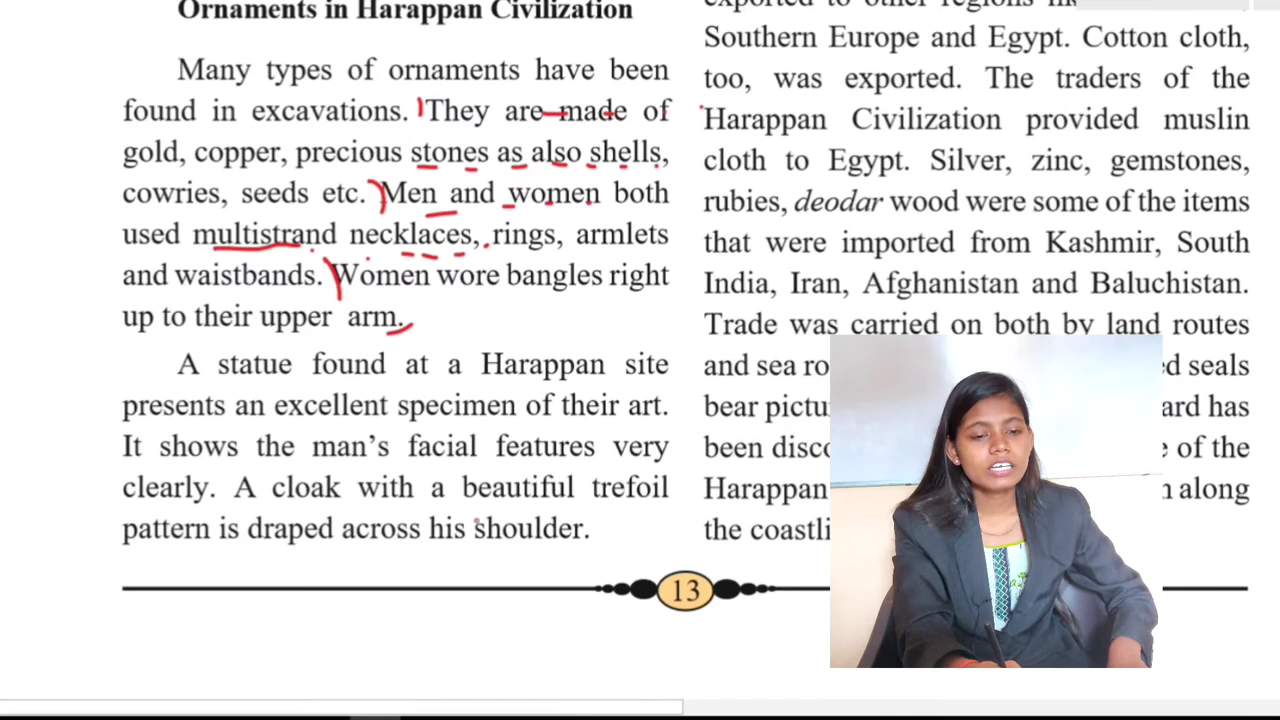 Ornaments in Harappan Civilization
Many types of ornaments have been
found in excavations. They are made of
gold, copper, precious stones as also shells,
cowries, seeds etc. Men and women both
used multistrand necklaces, rings, armlets
and waistbands. Women wore bangles right
up to their upper arm.
A statue found at a Harappan site
presents an excellent specimen of their art.
It shows the man's facial features very
clearly. A cloak with a beautiful trefoil
pattern is draped across his shoulder.
exported to other regions
Southern Europe and Egypt. Cotton cloth,
too, was exported. The traders of the
Harappan Civilization provided muslin
cloth to Egypt. Silver, zinc, gemstones,
rubies, deodar wood were some of the items
that were imported from Kashmir, South
India, Iran, Afghanistan and Baluchistan.
Trade was carried on both by land routes
and sea seals
bear has
been of the
Harappan along
the
13